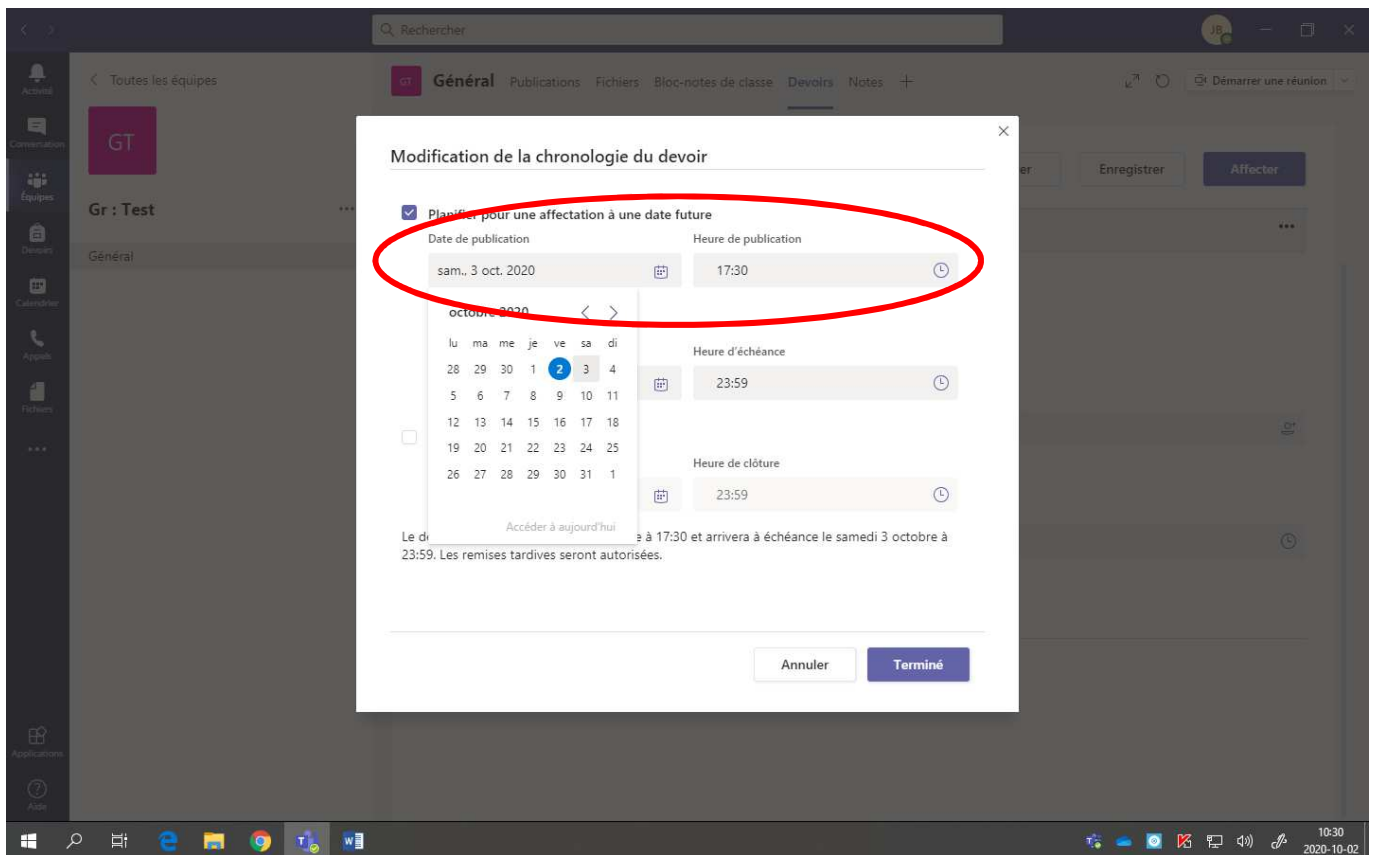 Rechercher
JB
Activité
Toutes les équipes
GT Général Publications Fichiers Bloc-notes de classe Devoirs Notes +
Démarrer une réunion
Conversation
GT
Modification de la chronologie du devoir
er Enregistrer Affecter
Équipes
Gr : Test
Planifier pour une affectation à une date future
Devoirs
Général
Date de publication Heure de publication
sam., 3 oct. 2020 17:30
Calendrier
octobre 2020
Appels
lu ma me je ve sa di
Heure d'échéance
28 29 30 1 2 3 4
23:59
Fichiers
5 6 7 8 9 10 11
12 13 14 15 16 17 18
19 20 21 22 23 24 25
Heure de clôture
26 27 28 29 30 31 1
23:59
Accéder à aujourd'hui
Le de à 17:30 et arrivera à échéance le samedi 3 octobre à
23:59. Les remises tardives seront autorisées.
Annuler Terminé
Applications
Aide
10:30
2020-10-02